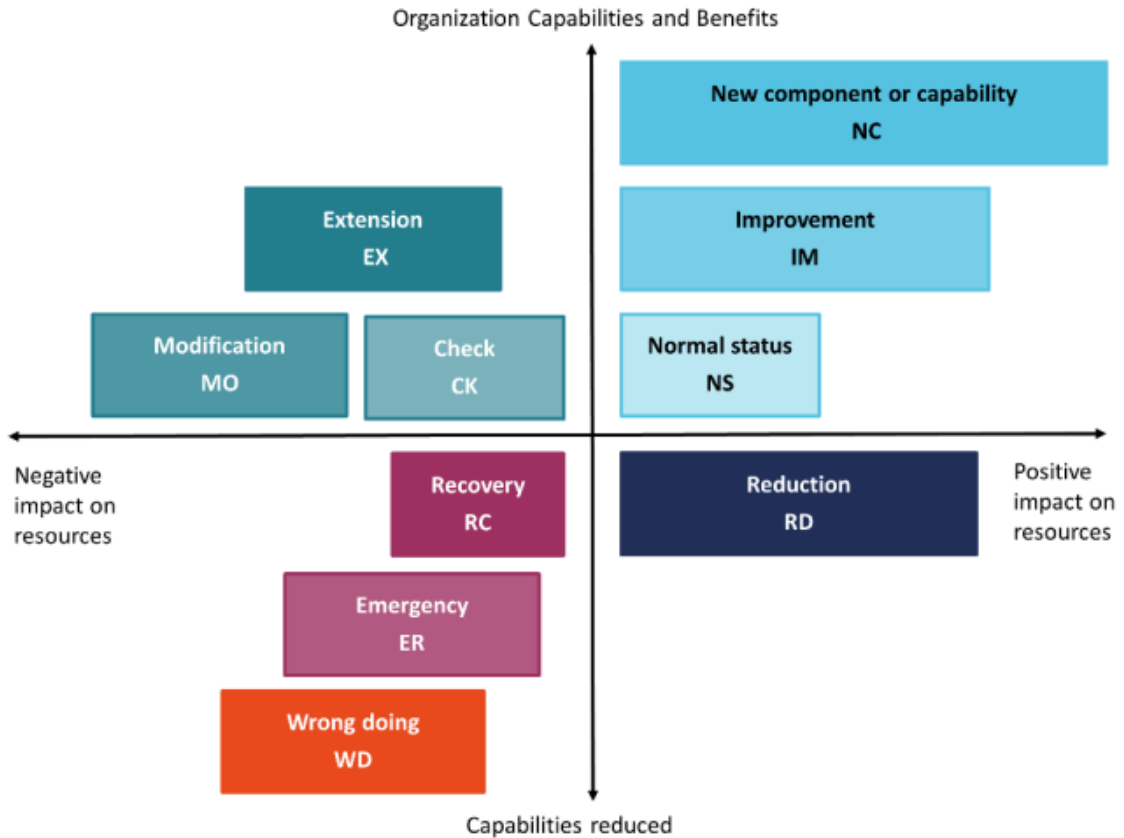 Organization Capabilities and Benefits
New component or capability
NC
Extension
EX
Improvement
IM
Modification
MO
Check
CK
Normal status
NS
Negative
impact on
resources
Recovery
RC
Reduction
RD
Positive
impact on
resources
Emergency
ER
Wrong doing
WD
Capabilities reduced